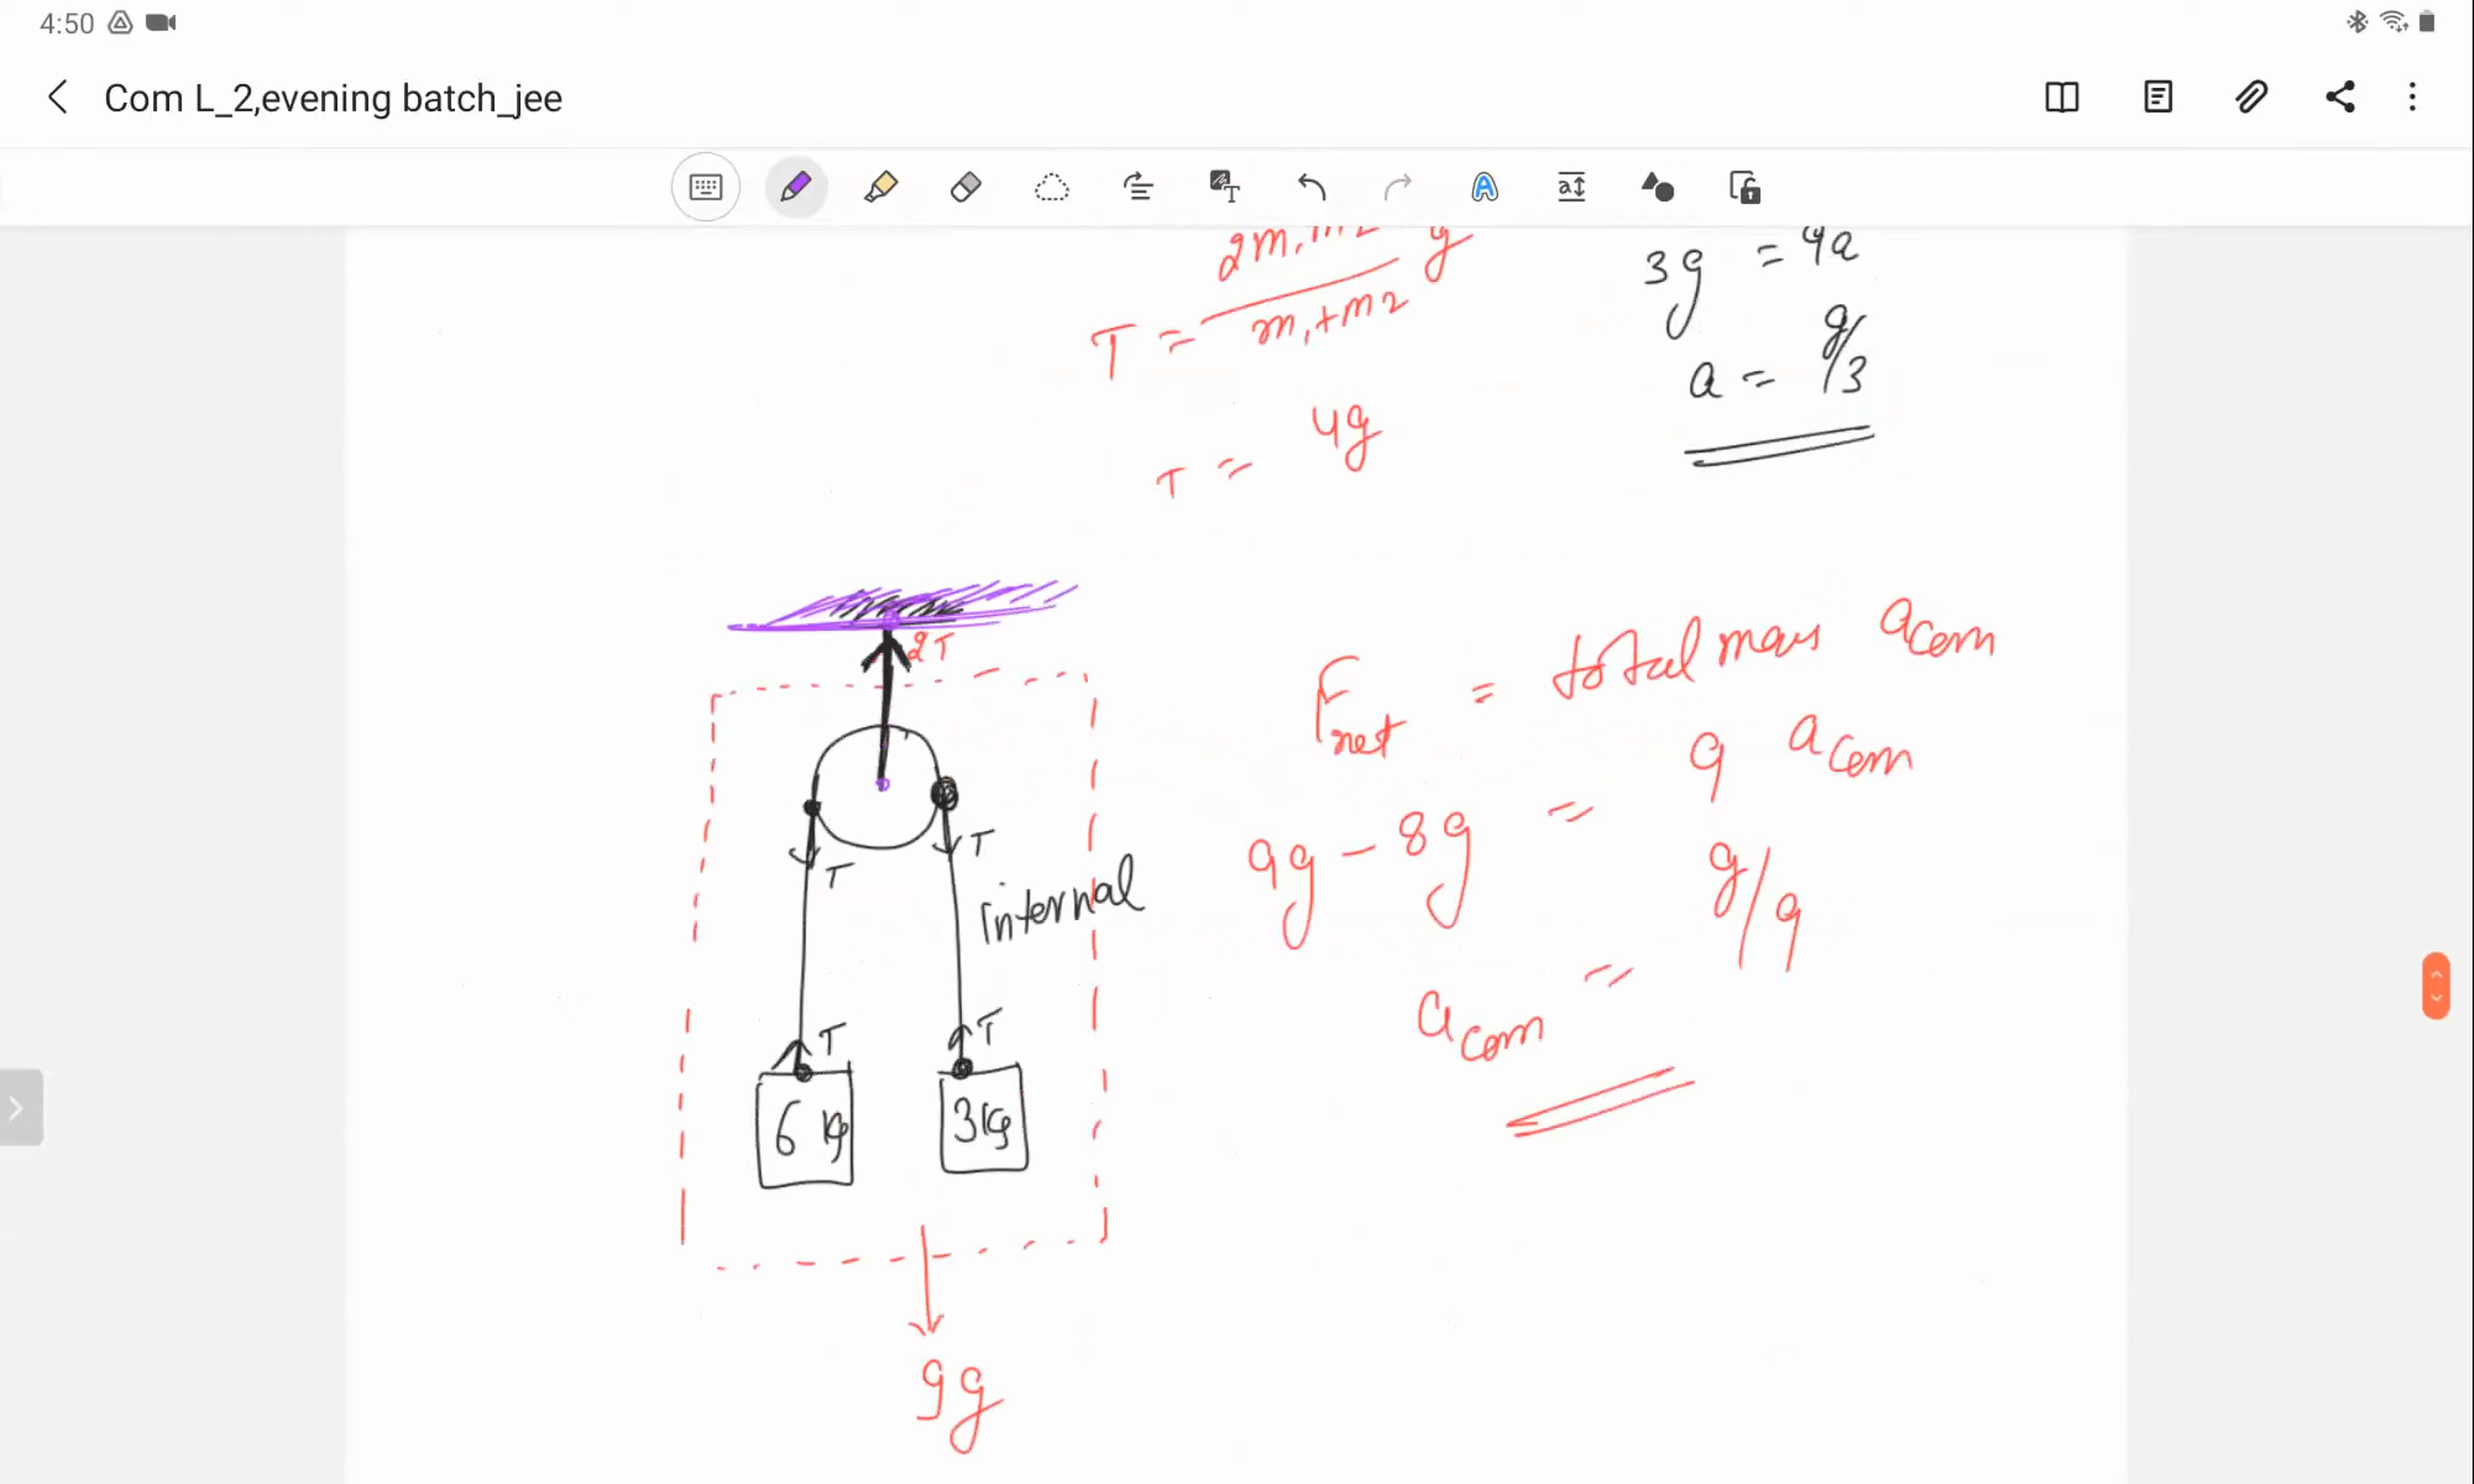 4:50
Com L_2,evening batch_jee
T = 2m1m2 / m1+m2 g
3g = 9a
a = g/3
T = 4g
2T
T
T
internal
T
T
6 kg
3kg
9g
Fnet = total mass acom
9g - 8g = 9 acom
acom = g/9